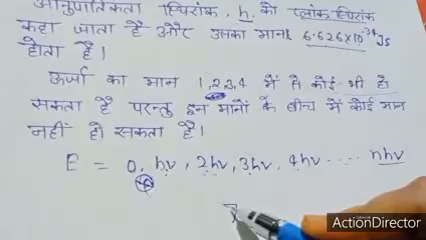 आनुपातिकता स्थिरांक, h को प्लांक स्थिरांक
कहा जाता है और उसका मान 6.626×10⁻³⁴ Js
होता है।
ऊर्जा का मान 1,2,3,4 में से कोई भी हो
सकता है परन्तु इन मानों के बीच में कोई मान
नहीं हो सकता है।
E = 0, hν, 2hν, 3hν, 4hν ..... nhν
ActionDirector